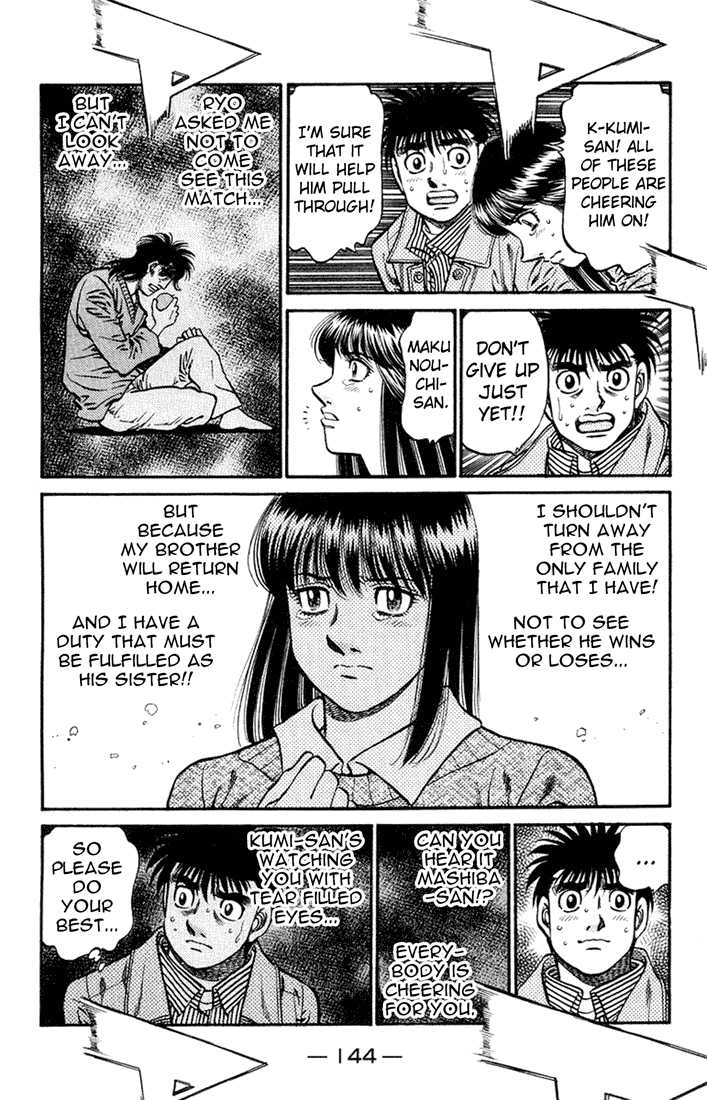 K-KUMI-
SAN! ALL
OF THESE
PEOPLE ARE
CHEERING
HIM ON!
I'M SURE
THAT IT
WILL HELP
HIM PULL
THROUGH!
RYO
ASKED ME
NOT TO
COME
SEE THIS
MATCH...
BUT
I CAN'T
LOOK
AWAY...
DON'T
GIVE UP
JUST
YET!!
MAKU
NOU-
CHI-
SAN.
I SHOULDN'T
TURN AWAY
FROM THE
ONLY FAMILY
THAT I HAVE!
NOT TO SEE
WHETHER HE WINS
OR LOSES...
BUT
BECAUSE
MY BROTHER
WILL RETURN
HOME...
AND I HAVE A
DUTY THAT MUST
BE FULFILLED AS
HIS SISTER!!
...
CAN YOU
HEAR IT
MASHIBA
-SAN!?
EVERY-
BODY IS
CHEERING
FOR YOU.
KUMI-SAN'S
WATCHING
YOU WITH
TEAR FILLED
EYES...
SO
PLEASE
DO
YOUR
BEST...
— 144 —